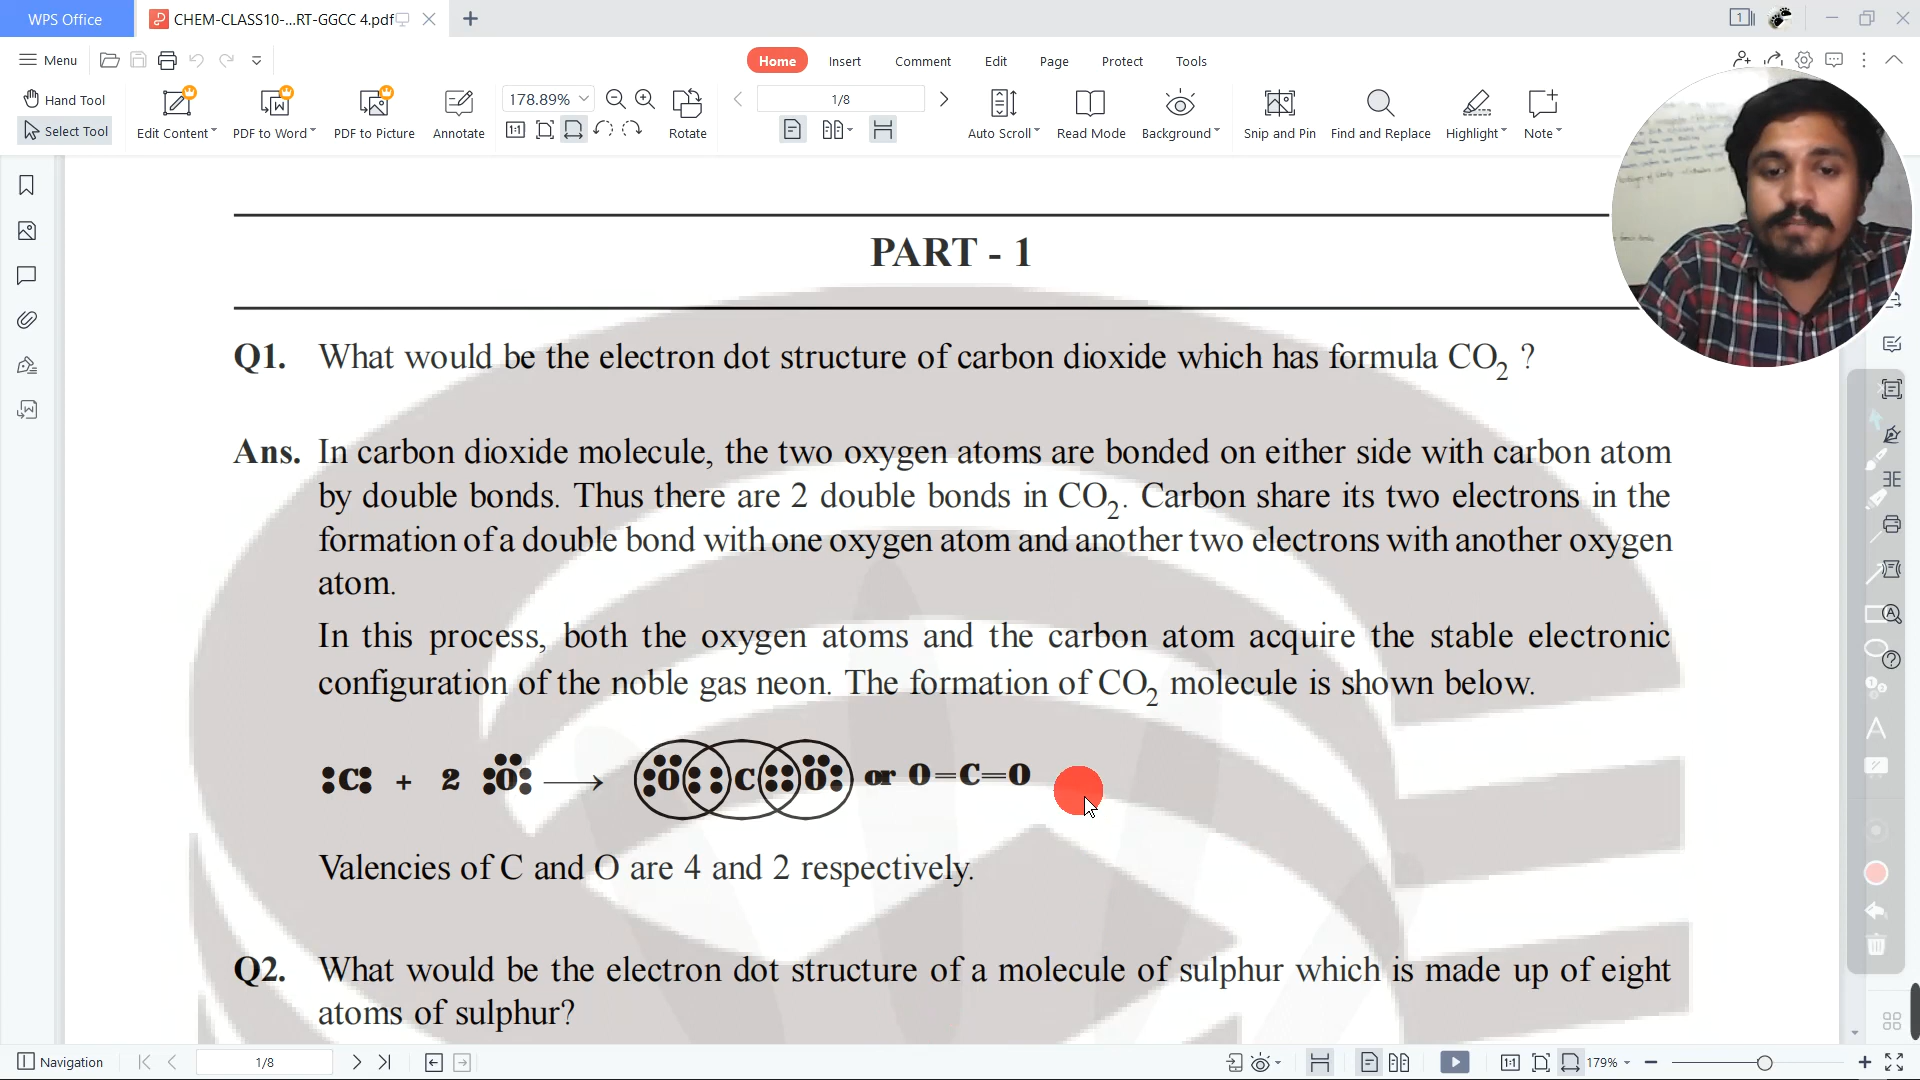 WPS Office
CHEM-CLASS10-...RT-GGCC 4.pdf
1
Menu
Home Insert Comment Edit Page Protect Tools
Hand Tool
Select Tool
Edit Content
PDF to Word
PDF to Picture
Annotate
178.89%
1:1
Rotate
1/8
Auto Scroll
Read Mode
Background
Snip and Pin
Find and Replace
Highlight
Note
PART - 1
Q1. What would be the electron dot structure of carbon dioxide which has formula CO2 ?
Ans. In carbon dioxide molecule, the two oxygen atoms are bonded on either side with carbon atom
by double bonds. Thus there are 2 double bonds in CO2. Carbon share its two electrons in the
formation of a double bond with one oxygen atom and another two electrons with another oxygen
atom.
In this process, both the oxygen atoms and the carbon atom acquire the stable electronic
configuration of the noble gas neon. The formation of CO2 molecule is shown below.
C + 2 O → O C O or O=C=O
Valencies of C and O are 4 and 2 respectively.
Q2. What would be the electron dot structure of a molecule of sulphur which is made up of eight
atoms of sulphur?
Navigation
1/8
1:1
179%